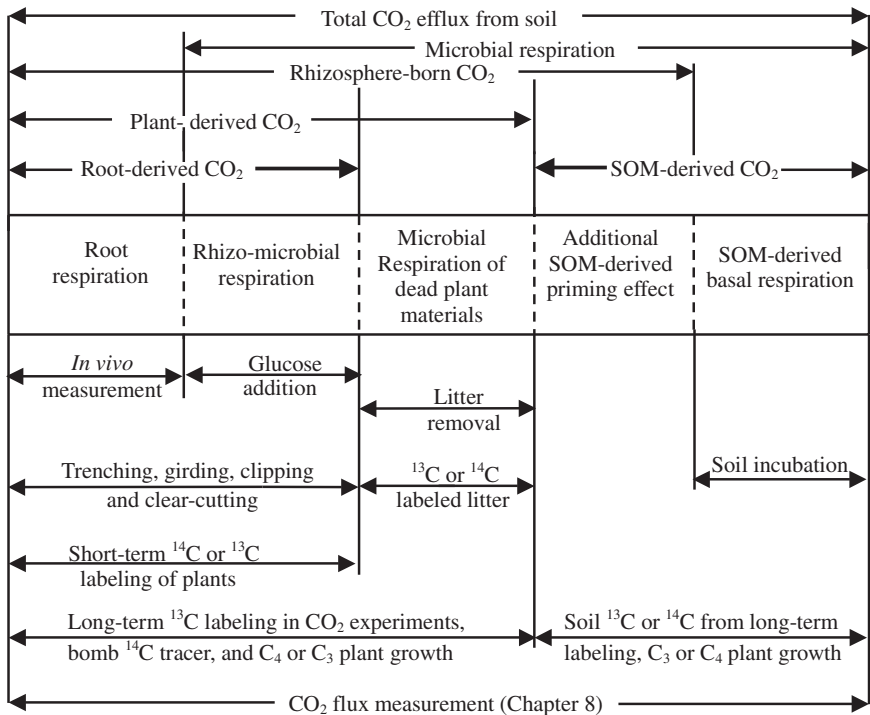 Total CO₂ efflux from soil
Microbial respiration
Rhizosphere-born CO₂
Plant- derived CO₂
Root-derived CO₂
SOM-derived CO₂
Root
respiration
Rhizo-microbial
respiration
Microbial
Respiration of
dead plant
materials
Additional
SOM-derived
priming effect
SOM-derived
basal respiration
In vivo
measurement
Glucose
addition
Litter
removal
Trenching, girding, clipping
and clear-cutting
¹³C or ¹⁴C
labeled litter
Soil incubation
Short-term ¹⁴C or ¹³C
labeling of plants
Long-term ¹³C labeling in CO₂ experiments,
bomb ¹⁴C tracer, and C₄ or C₃ plant growth
Soil ¹³C or ¹⁴C from long-term
labeling, C₃ or C₄ plant growth
CO₂ flux measurement (Chapter 8)